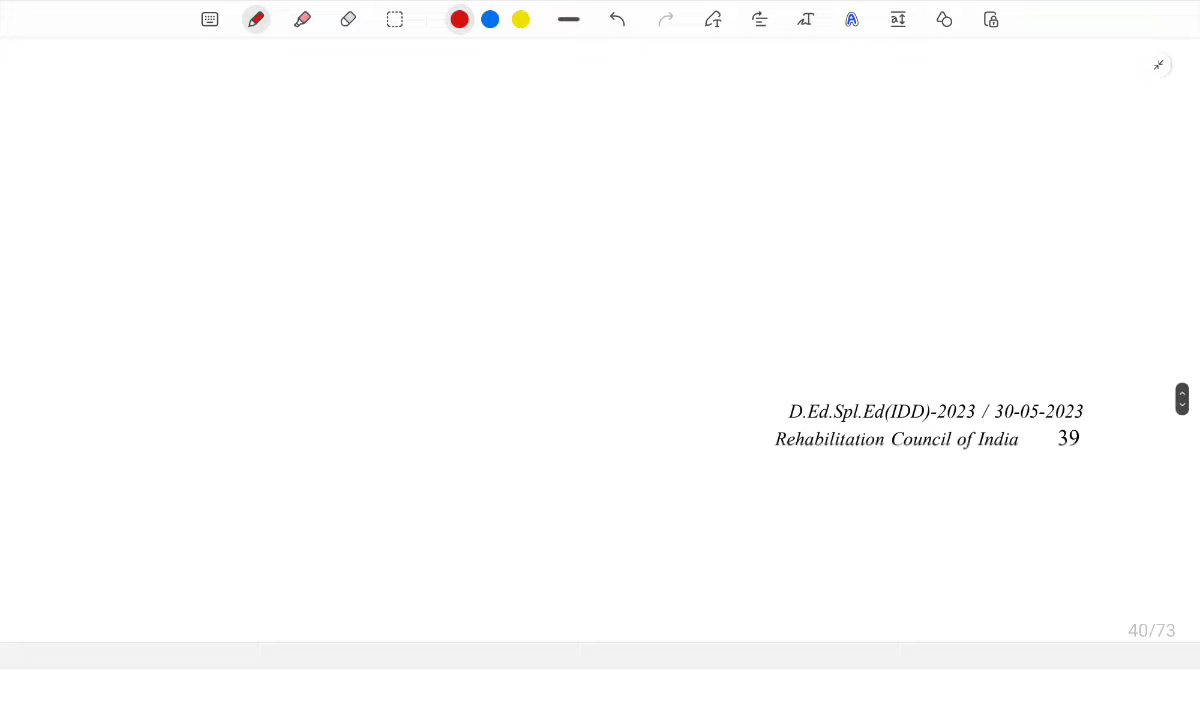 D.Ed.Spl.Ed(IDD)-2023 / 30-05-2023
Rehabilitation Council of India 39
40/73